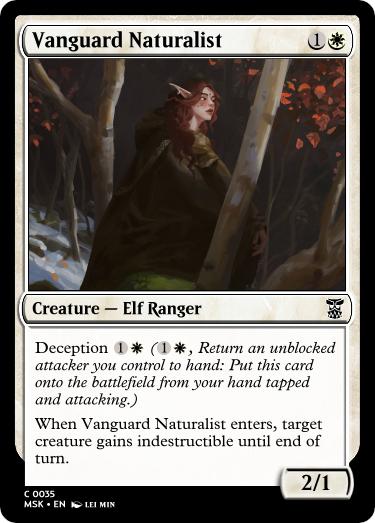 Vanguard Naturalist 1
Creature — Elf Ranger
Deception 1 (1, Return an unblocked
attacker you control to hand: Put this card
onto the battlefield from your hand tapped
and attacking.)
When Vanguard Naturalist enters, target
creature gains indestructible until end of
turn.
2/1
C 0035
MSK • EN LEI MIN